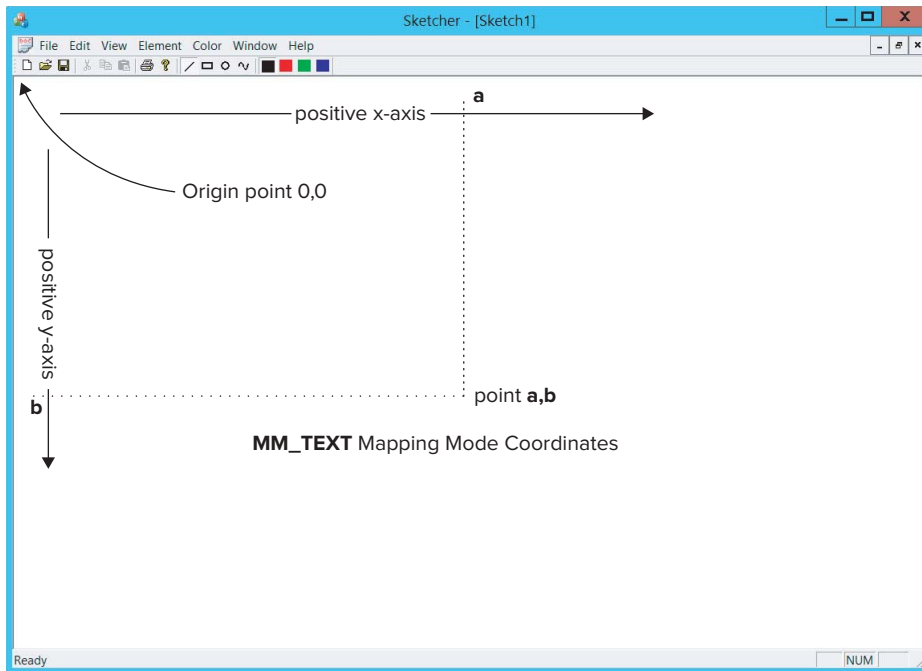 Sketcher - [Sketch1]
File Edit View Element Color Window Help
a
positive x-axis
Origin point 0,0
positive y-axis
b
point a,b
MM_TEXT Mapping Mode Coordinates
Ready
NUM